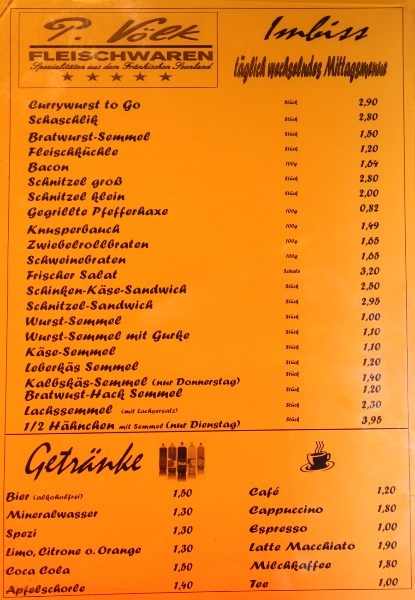 P. Völk
FLEISCHWAREN
Spezialitäten aus dem Fränkischen Seenland
Imbiss
täglich wechselndes Mittagsmenu
Currywurst to Go Stück 2,90
Schaschlik Stück 2,80
Bratwurst-Semmel Stück 1,50
Fleischküchle Stück 1,20
Bacon 100g 1,54
Schnitzel groß Stück 2,80
Schnitzel klein Stück 2,00
Gegrillte Pfefferhaxe 100g 0,82
Knusperbauch 100g 1,49
Zwiebelrollbraten 100g 1,55
Schweinebraten 100g 1,55
Frischer Salat Schale 3,20
Schinken-Käse-Sandwich Stück 2,50
Schnitzel-Sandwich Stück 2,95
Wurst-Semmel Stück 1,00
Wurst-Semmel mit Gurke Stück 1,10
Käse-Semmel Stück 1,10
Leberkäs Semmel Stück 1,20
Kalbskäs-Semmel (nur Donnerstag) Stück 1,40
Bratwust-Hack Semmel Stück 1,20
Lachssemmel (mit Lachsersatz) Stück 2,30
1/2 Hähnchen mit Semmel (nur Dienstag) Stück 3,95
Getränke
Bier (alkoholfrei) 1,50
Mineralwasser 1,30
Spezi 1,30
Limo, Citrone o. Orange 1,30
Coca Cola 1,50
Apfelschorle 1,40
Café 1,20
Cappuccino 1,80
Espresso 1,00
Latte Macchiato 1,90
Milchkaffee 1,80
Tee 1,00